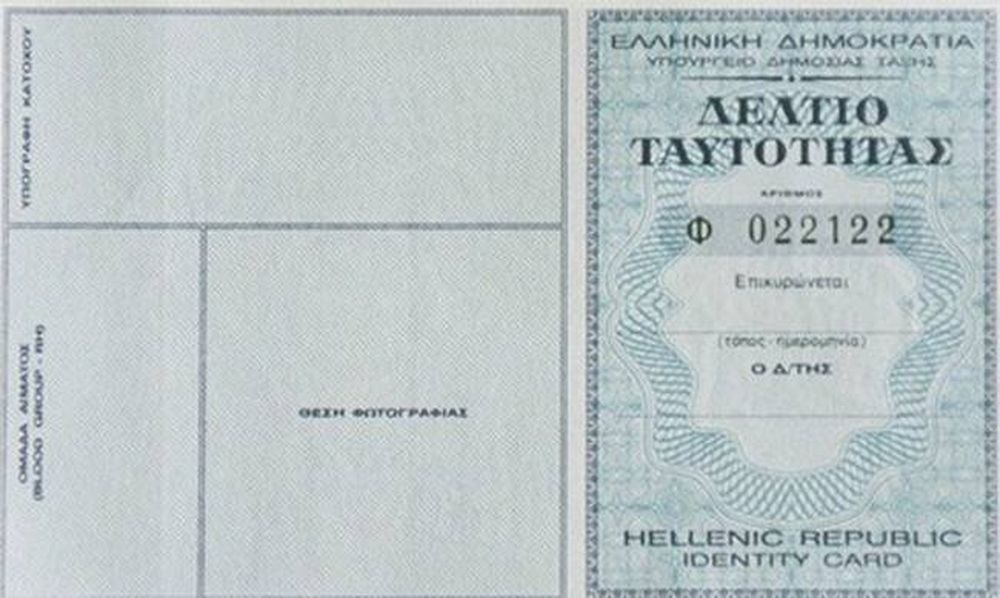 ΥΠΟΓΡΑΦΗ ΚΑΤΟΧΟΥ
ΟΜΑΔΑ ΑΙΜΑΤΟΣ
(BLOOD GROUP - RH)
ΘΕΣΗ ΦΩΤΟΓΡΑΦΙΑΣ
ΕΛΛΗΝΙΚΗ ΔΗΜΟΚΡΑΤΙΑ
ΥΠΟΥΡΓΕΙΟ ΔΗΜΟΣΙΑΣ ΤΑΞΗΣ
ΔΕΛΤΙΟ
ΤΑΥΤΟΤΗΤΑΣ
ΑΡΙΘΜΟΣ
Φ 022122
Επικυρώνεται
(τόπος - ημερομηνία)
Ο Δ/ΤΗΣ
HELLENIC REPUBLIC
IDENTITY CARD